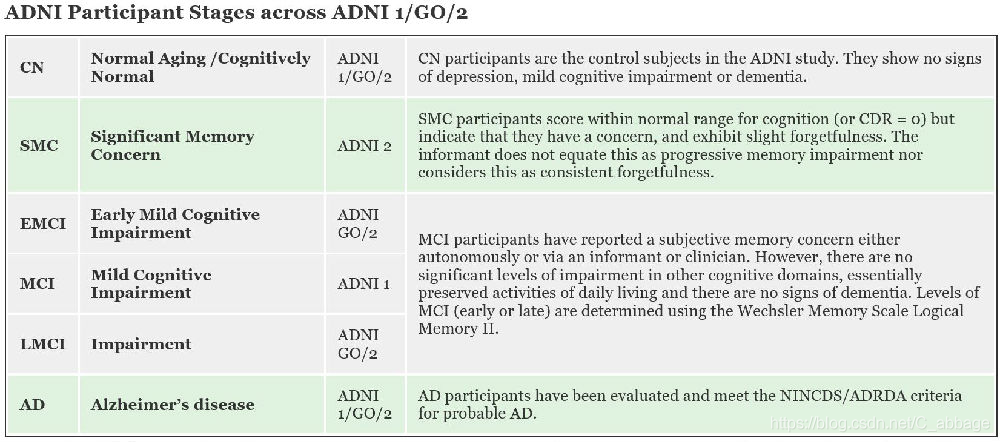 ADNI Participant Stages across ADNI 1/GO/2
CN
Normal Aging /Cognitively
Normal
ADNI
1/GO/2
CN participants are the control subjects in the ADNI study. They show no signs
of depression, mild cognitive impairment or dementia.
SMC
Significant Memory
Concern
ADNI 2
SMC participants score within normal range for cognition (or CDR = 0) but
indicate that they have a concern, and exhibit slight forgetfulness. The
informant does not equate this as progressive memory impairment nor
considers this as consistent forgetfulness.
EMCI
Early Mild Cognitive
Impairment
ADNI
GO/2
MCI
Mild Cognitive
Impairment
ADNI 1
LMCI
Impairment
ADNI
GO/2
MCI participants have reported a subjective memory concern either
autonomously or via an informant or clinician. However, there are no
significant levels of impairment in other cognitive domains, essentially
preserved activities of daily living and there are no signs of dementia. Levels of
MCI (early or late) are determined using the Wechsler Memory Scale Logical
Memory II.
AD
Alzheimer's disease
ADNI
1/GO/2
AD participants have been evaluated and meet the NINCDS/ADRDA criteria
for probable AD.
https://blog.csdn.net/C_abbage